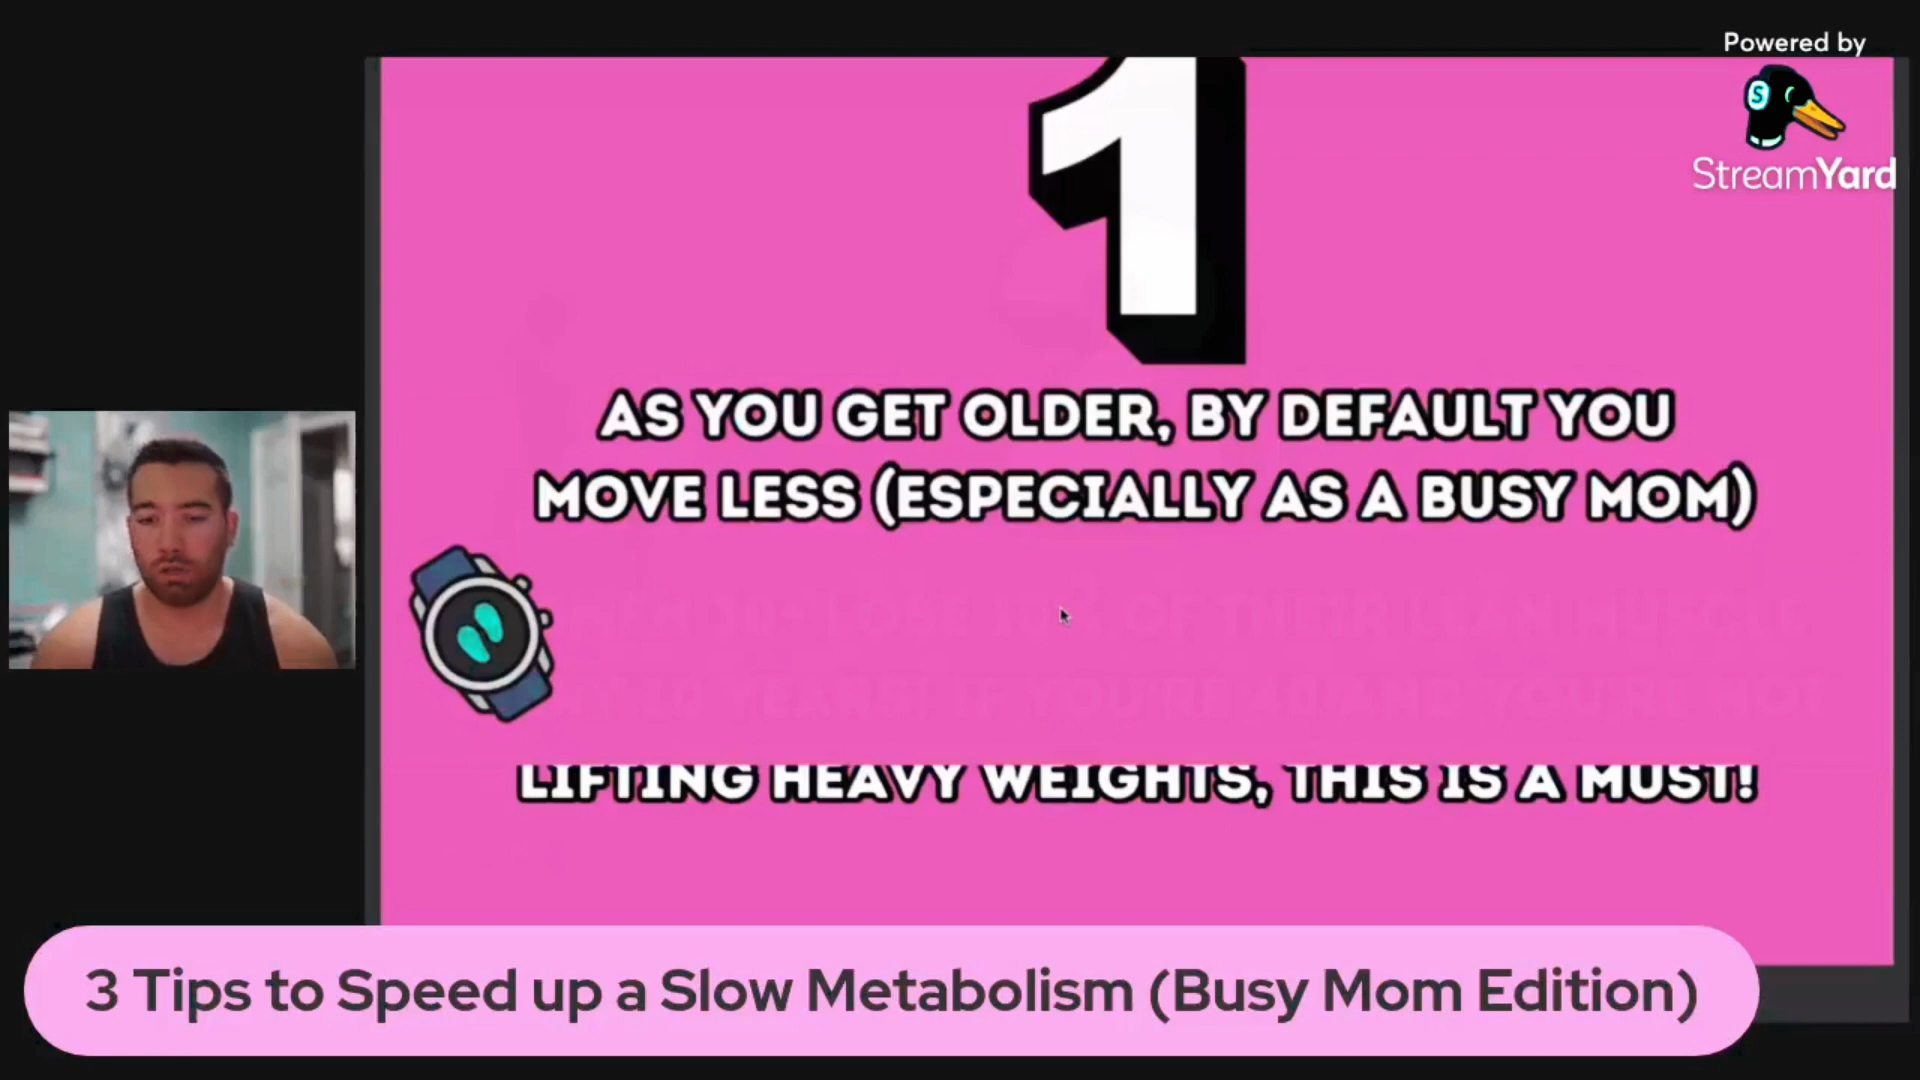 Powered by
StreamYard
1
AS YOU GET OLDER, BY DEFAULT YOU
MOVE LESS (ESPECIALLY AS A BUSY MOM)
LIFTING HEAVY WEIGHTS, THIS IS A MUST!
3 Tips to Speed up a Slow Metabolism (Busy Mom Edition)